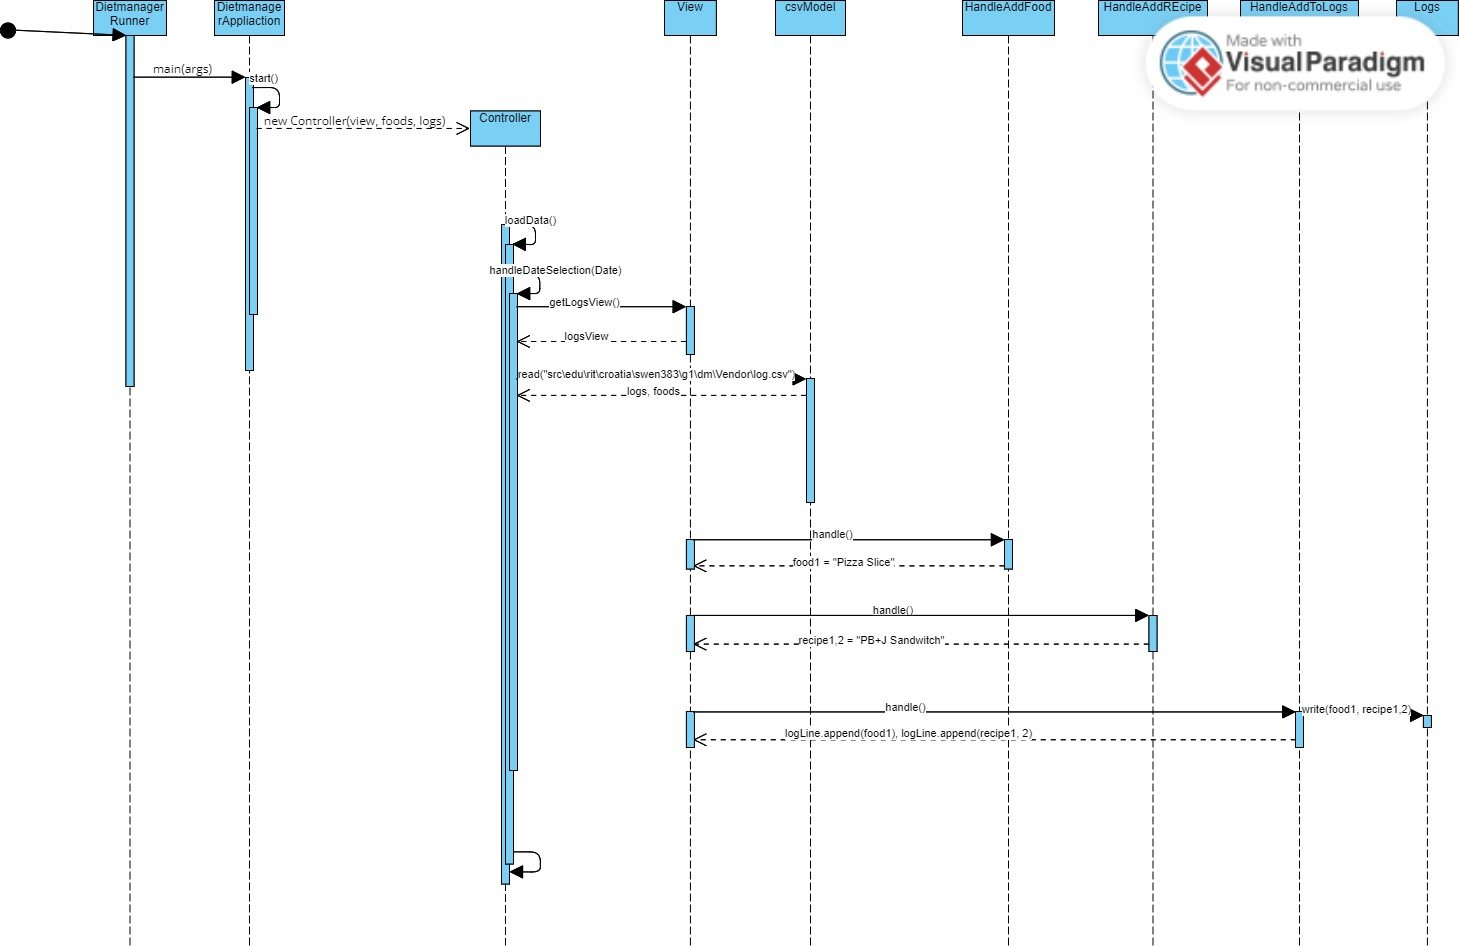 Dietmanager
Runner
Dietmanage
rAppliaction
View
csvModel
HandleAddFood
HandleAddREcipe
HandleAddToLogs
Logs
Made with
Visual Paradigm
For non-commercial use
main(args)
start()
new Controller(view, foods, logs)
Controller
loadData()
handleDateSelection(Date)
getLogsView()
logsView
read("src\edu\rit\croatia\swen383\g1\dm\Vendor\log.csv")
logs, foods
handle()
food1 = "Pizza Slice"
handle()
recipe1,2 = "PB+J Sandwitch"
handle()
write(food1, recipe1,2)
logLine.append(food1), logLine.append(recipe1, 2)